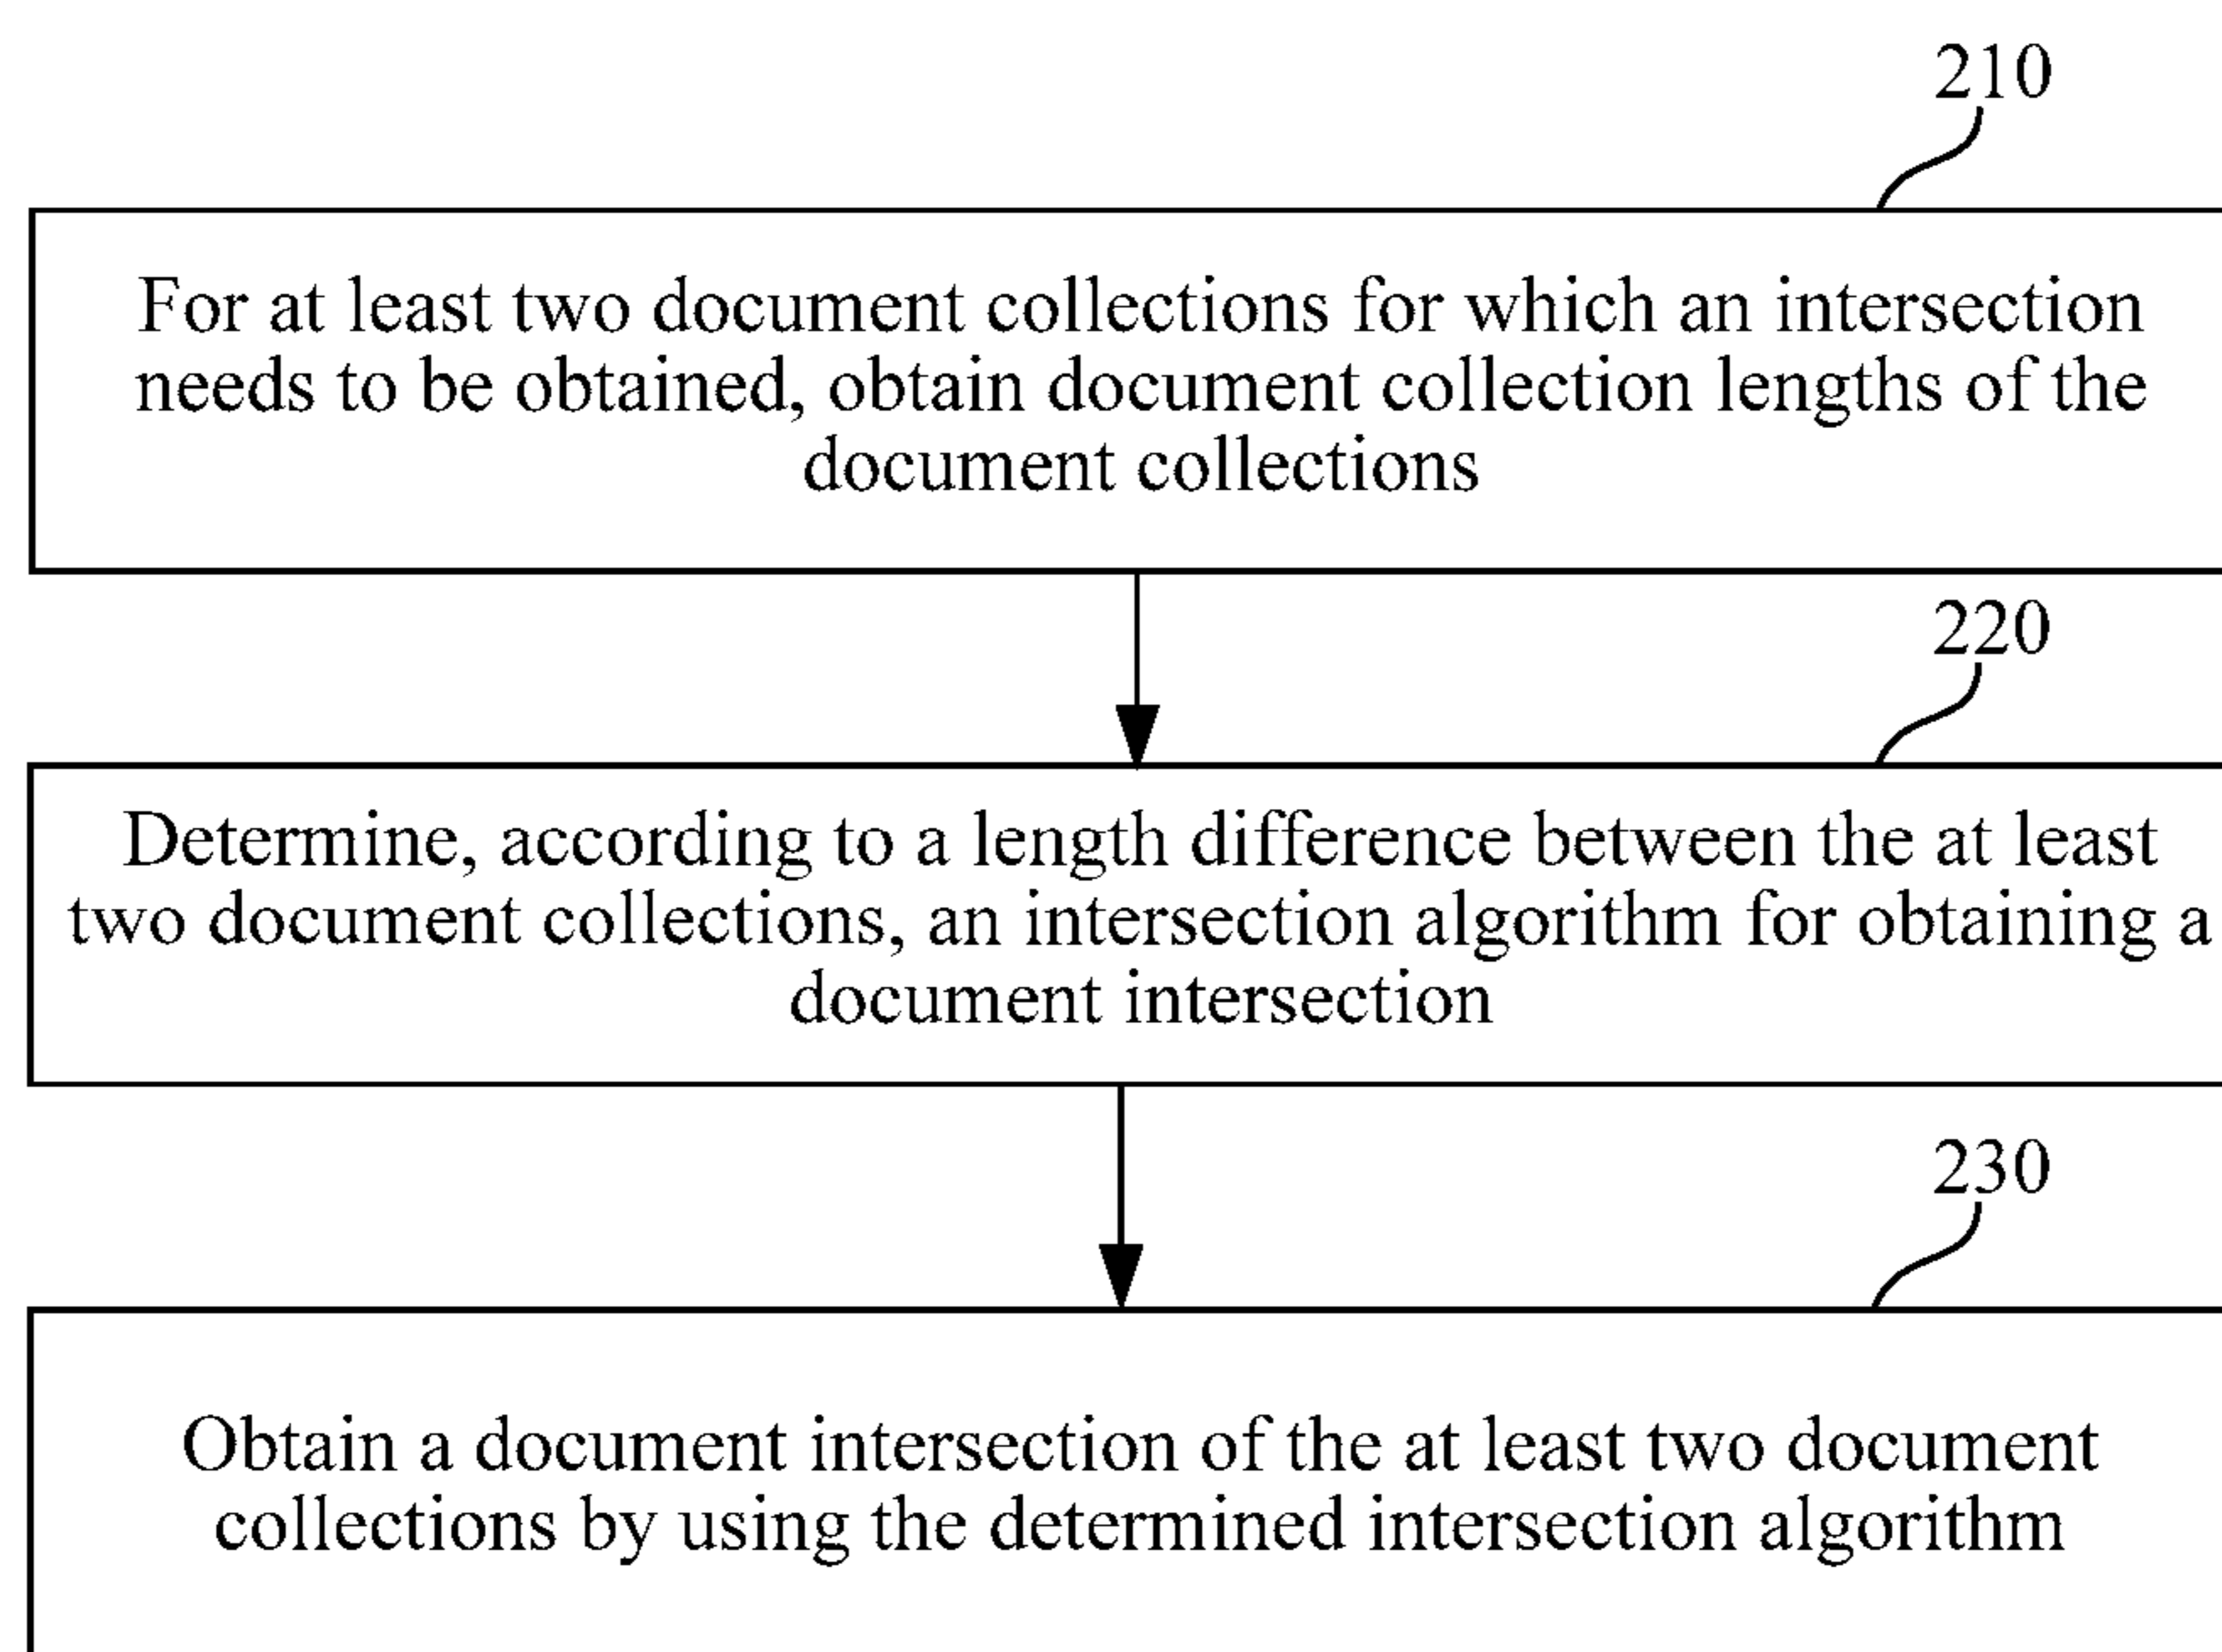 210
For at least two document collections for which an intersection
needs to be obtained, obtain document collection lengths of the
document collections
220
Determine, according to a length difference between the at least
two document collections, an intersection algorithm for obtaining a
document intersection
230
Obtain a document intersection of the at least two document
collections by using the determined intersection algorithm